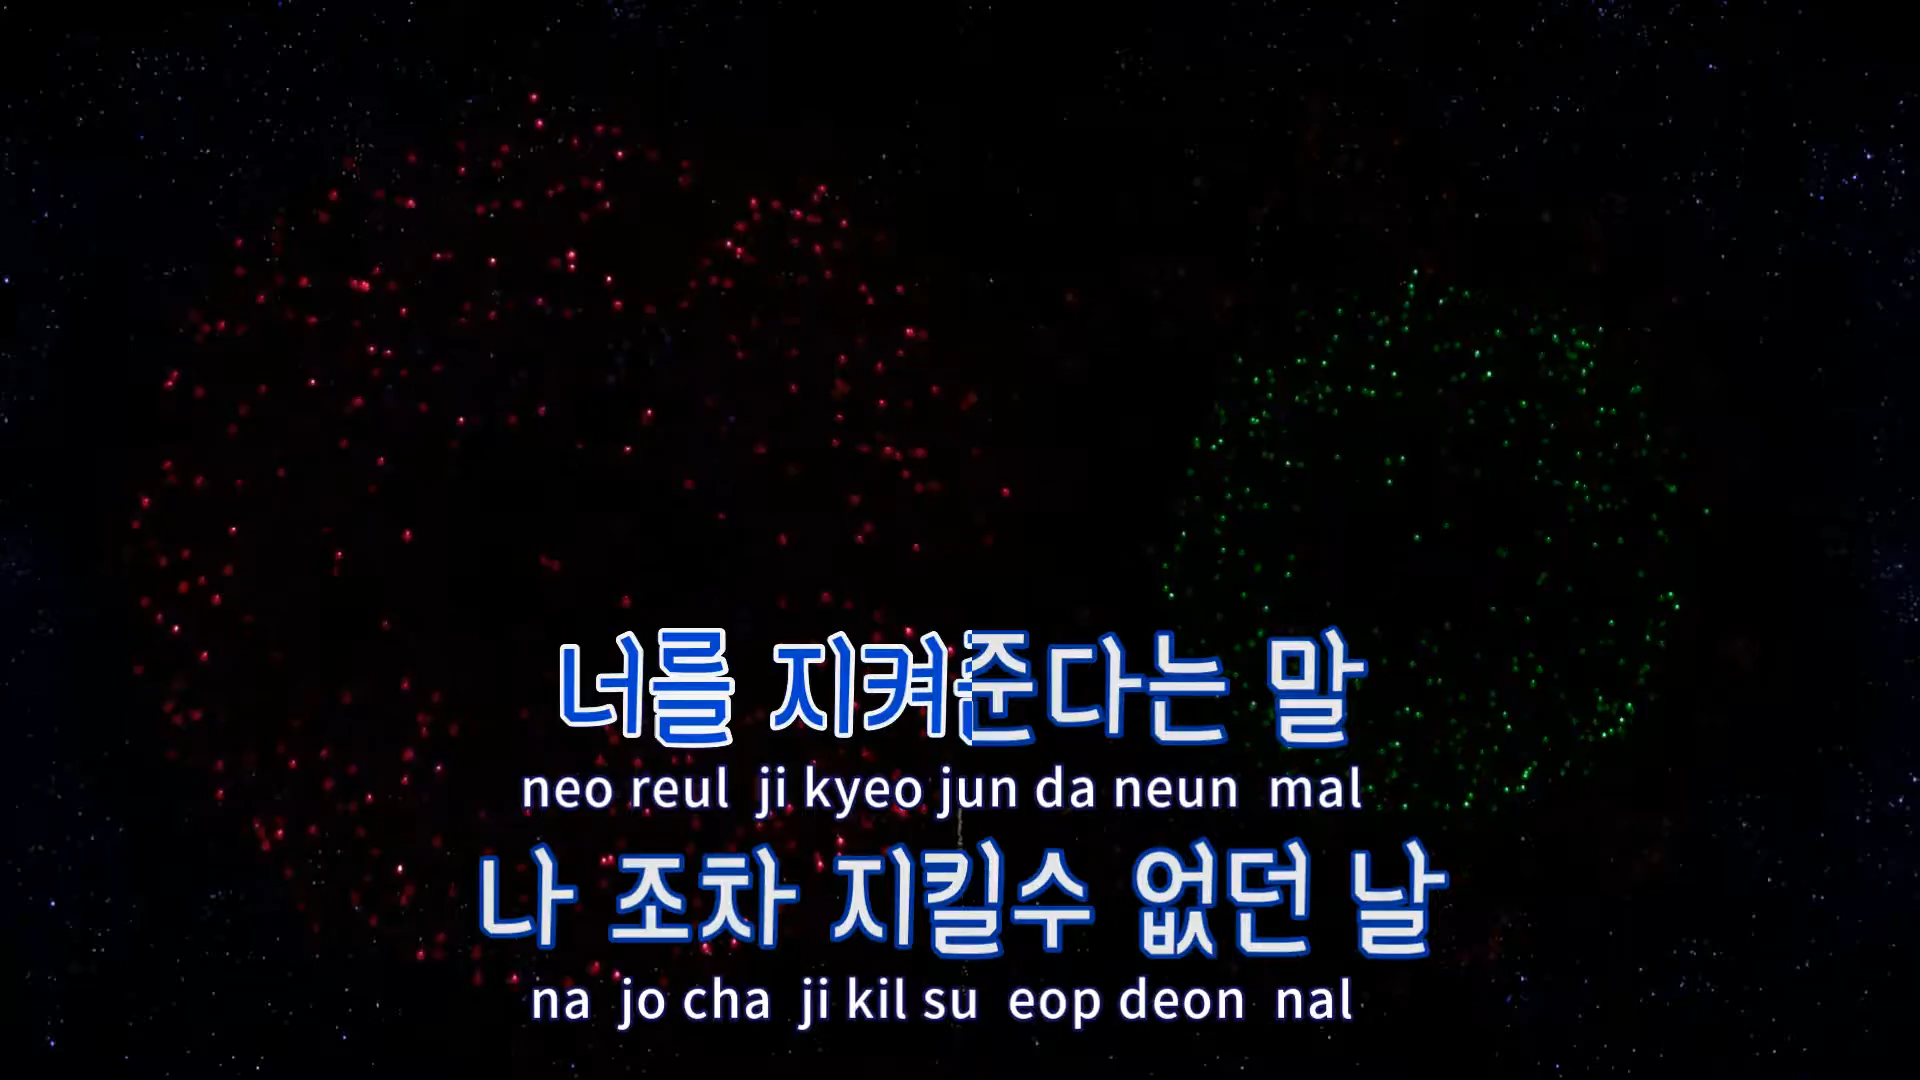 너를 지켜준다는 말
neo reul ji kyeo jun da neun mal
나 조차 지킬수 없던 날
na jo cha ji kil su eop deon nal